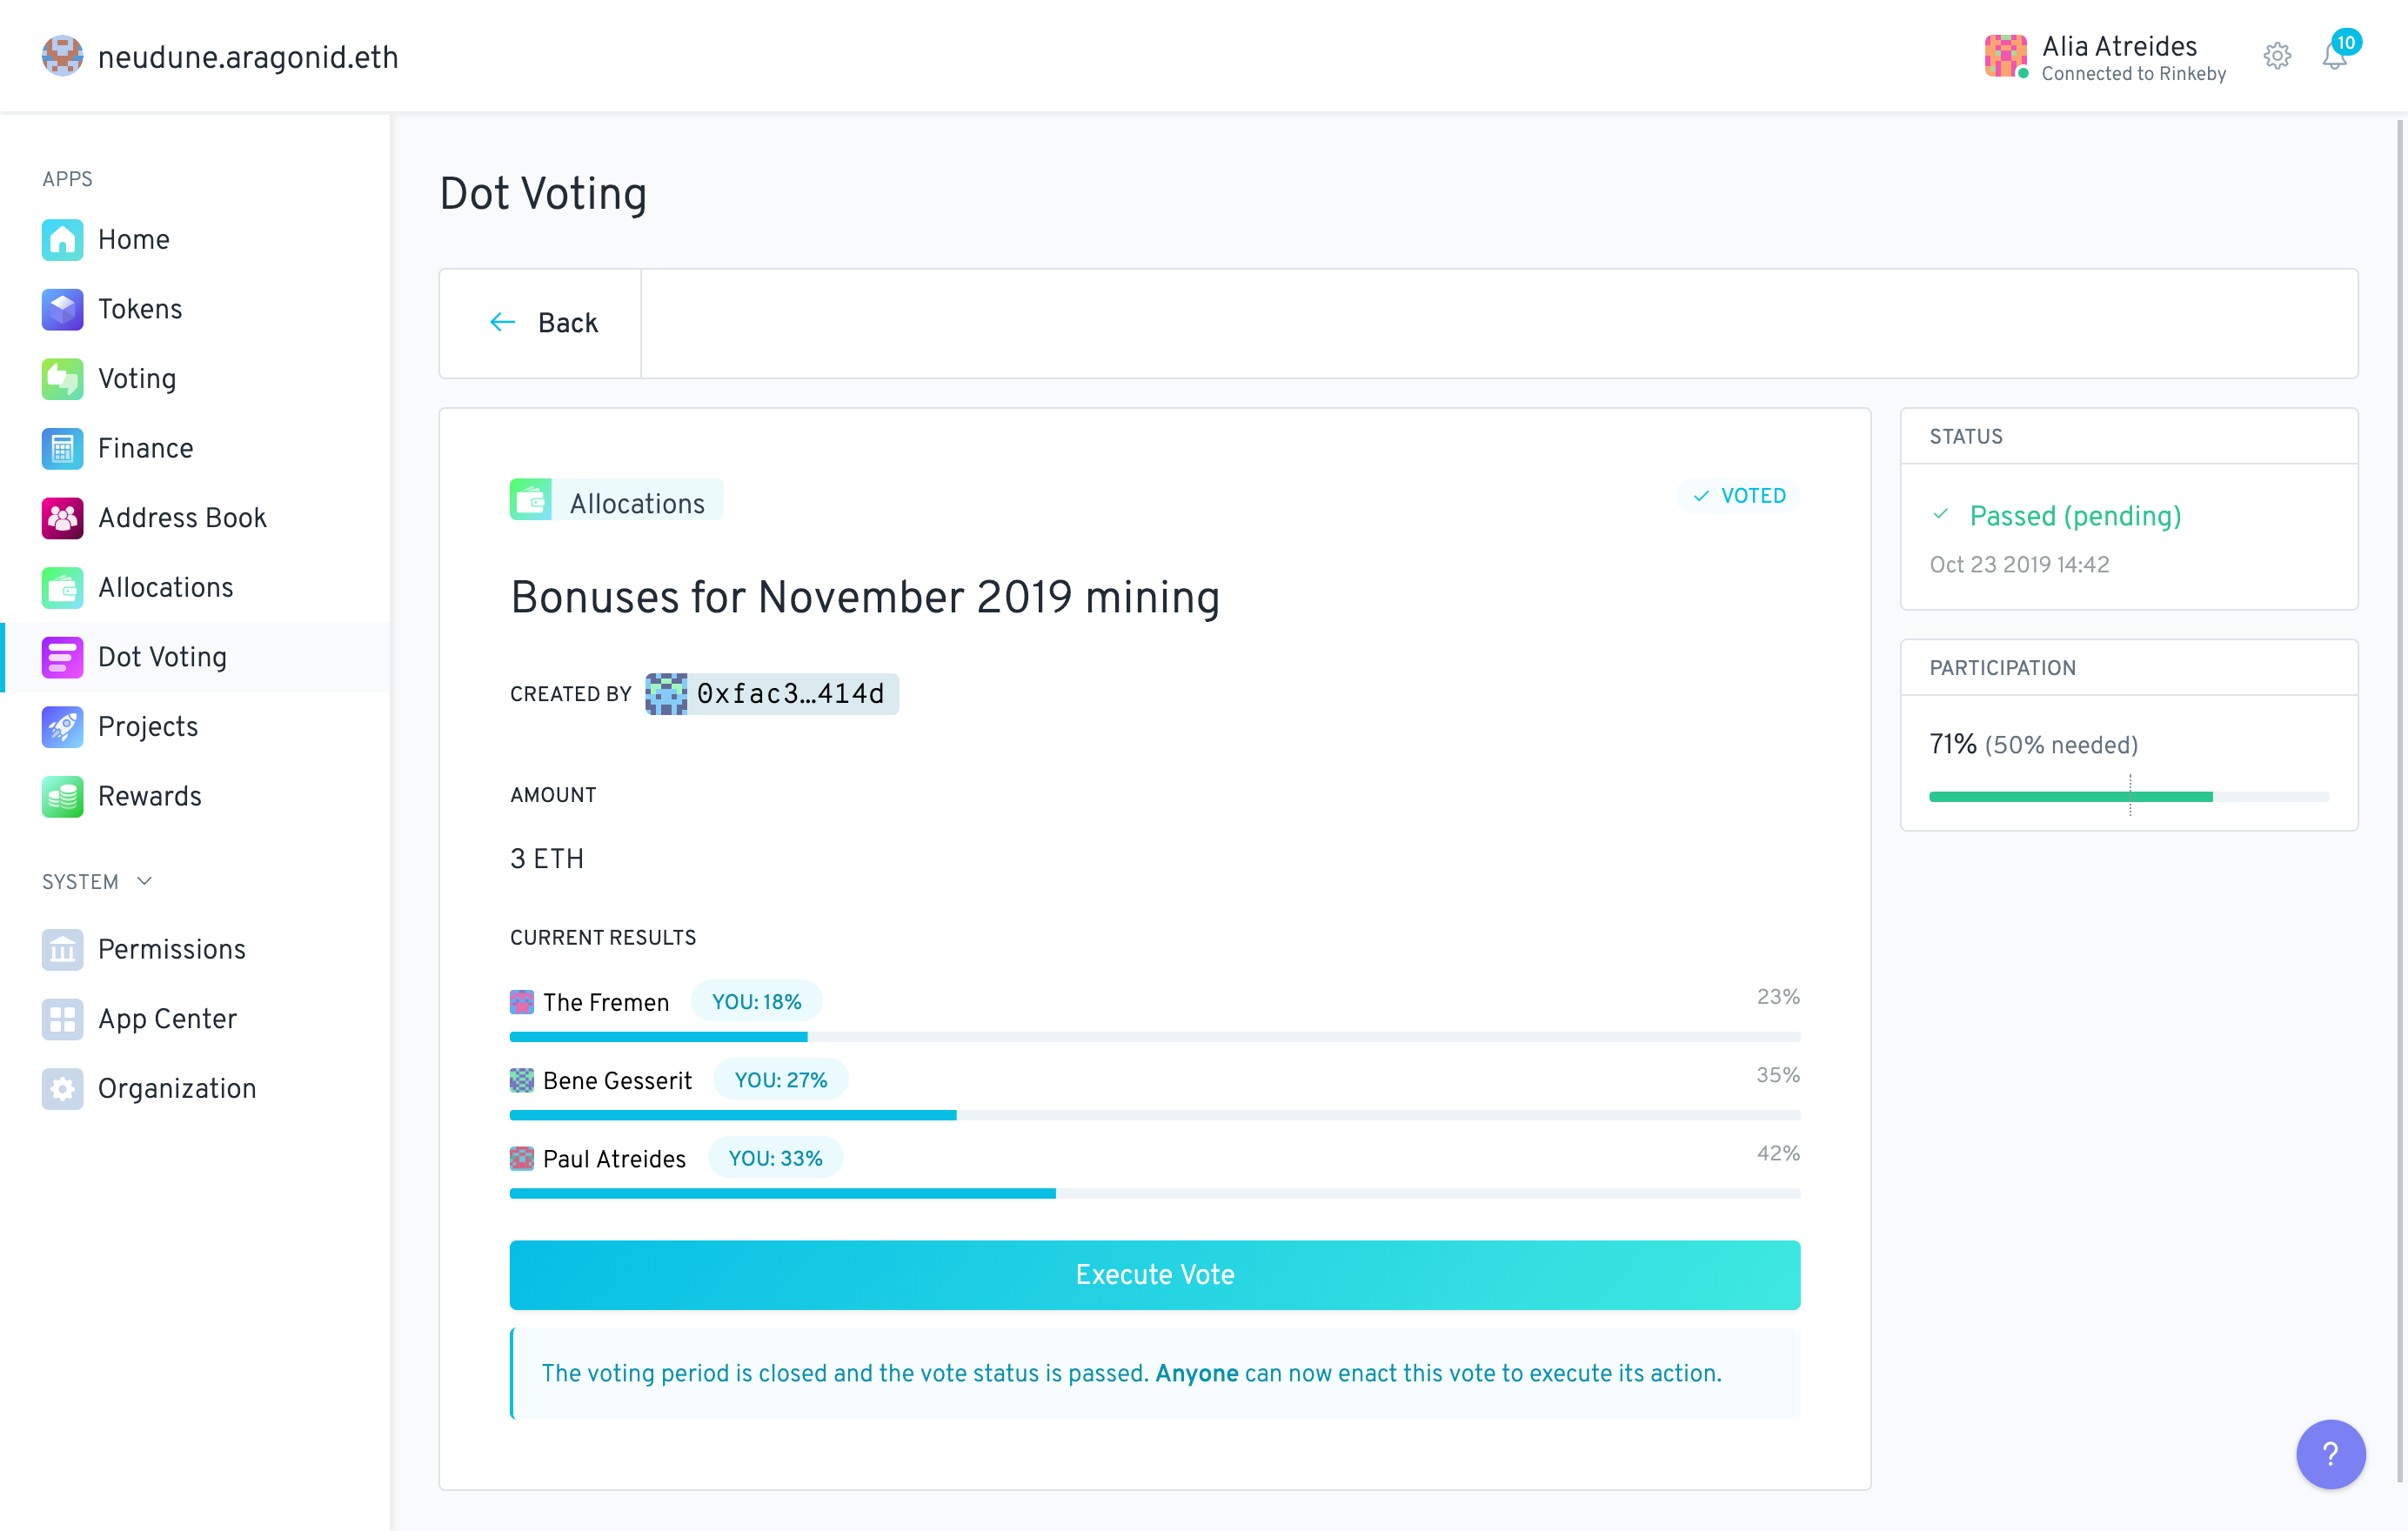 neudune.aragonid.eth
Alia Atreides
Connected to Rinkeby
10
APPS
Home
Tokens
Voting
Finance
Address Book
Allocations
Dot Voting
Projects
Rewards
SYSTEM
Permissions
App Center
Organization
Dot Voting
Back
Allocations
VOTED
Bonuses for November 2019 mining
CREATED BY 0xfac3…414d
AMOUNT
3 ETH
CURRENT RESULTS
The Fremen YOU: 18% 23%
Bene Gesserit YOU: 27% 35%
Paul Atreides YOU: 33% 42%
Execute Vote
The voting period is closed and the vote status is passed. Anyone can now enact this vote to execute its action.
STATUS
Passed (pending)
Oct 23 2019 14:42
PARTICIPATION
71% (50% needed)
?